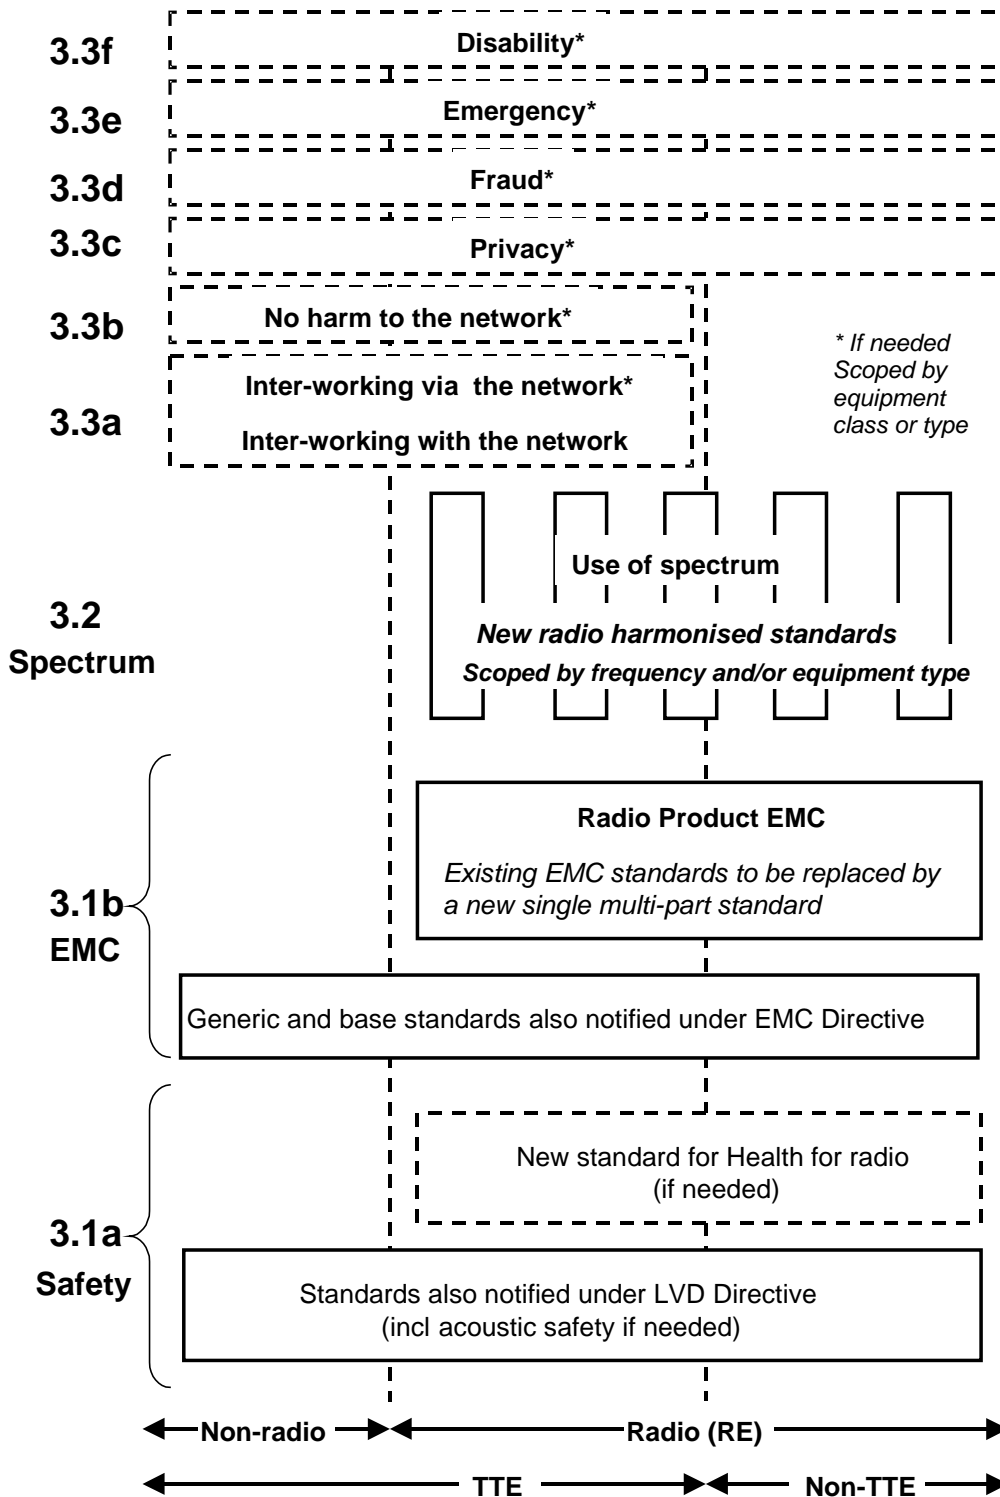 3.3f
Disability*
3.3e
Emergency*
3.3d
Fraud*
3.3c
Privacy*
3.3b
No harm to the network*
* If needed
Scoped by
equipment
class or type
3.3a
Inter-working via the network*
Inter-working with the network
3.2
Spectrum
Use of spectrum
New radio harmonised standards
Scoped by frequency and/or equipment type
3.1b
EMC
Radio Product EMC
Existing EMC standards to be replaced by
a new single multi-part standard
Generic and base standards also notified under EMC Directive
3.1a
Safety
New standard for Health for radio
(if needed)
Standards also notified under LVD Directive
(incl acoustic safety if needed)
Non-radio
Radio (RE)
TTE
Non-TTE